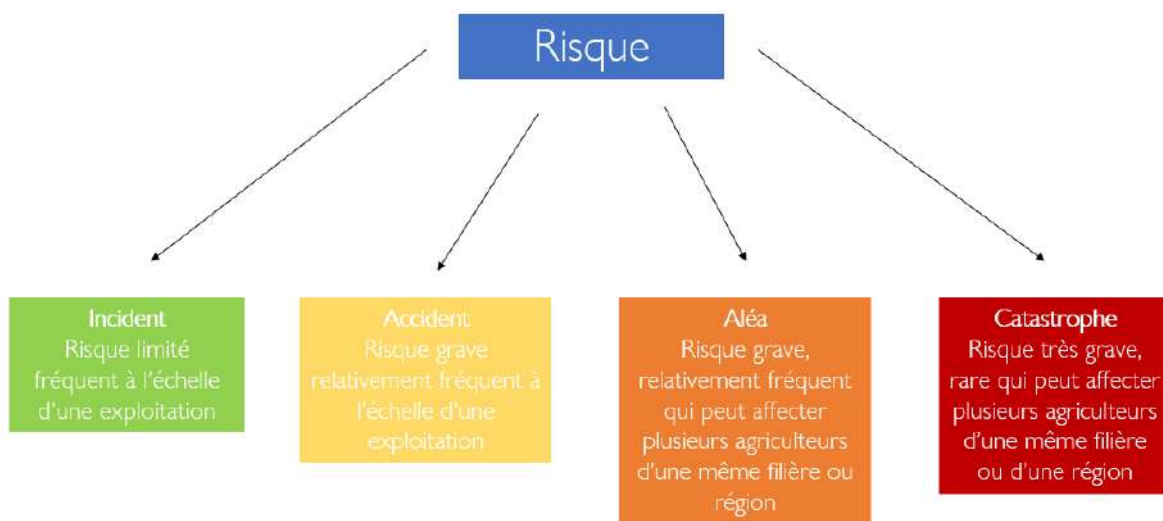 Risque
Incident
Risque limité
fréquent à l'échelle
d'une exploitation
Accident
Risque grave
relativement fréquent à
l'échelle d'une
exploitation
Aléa
Risque grave,
relativement fréquent
qui peut affecter
plusieurs agriculteurs
d'une même filière ou
région
Catastrophe
Risque très grave,
rare qui peut affecter
plusieurs agriculteurs
d'une même filière
ou d'une région